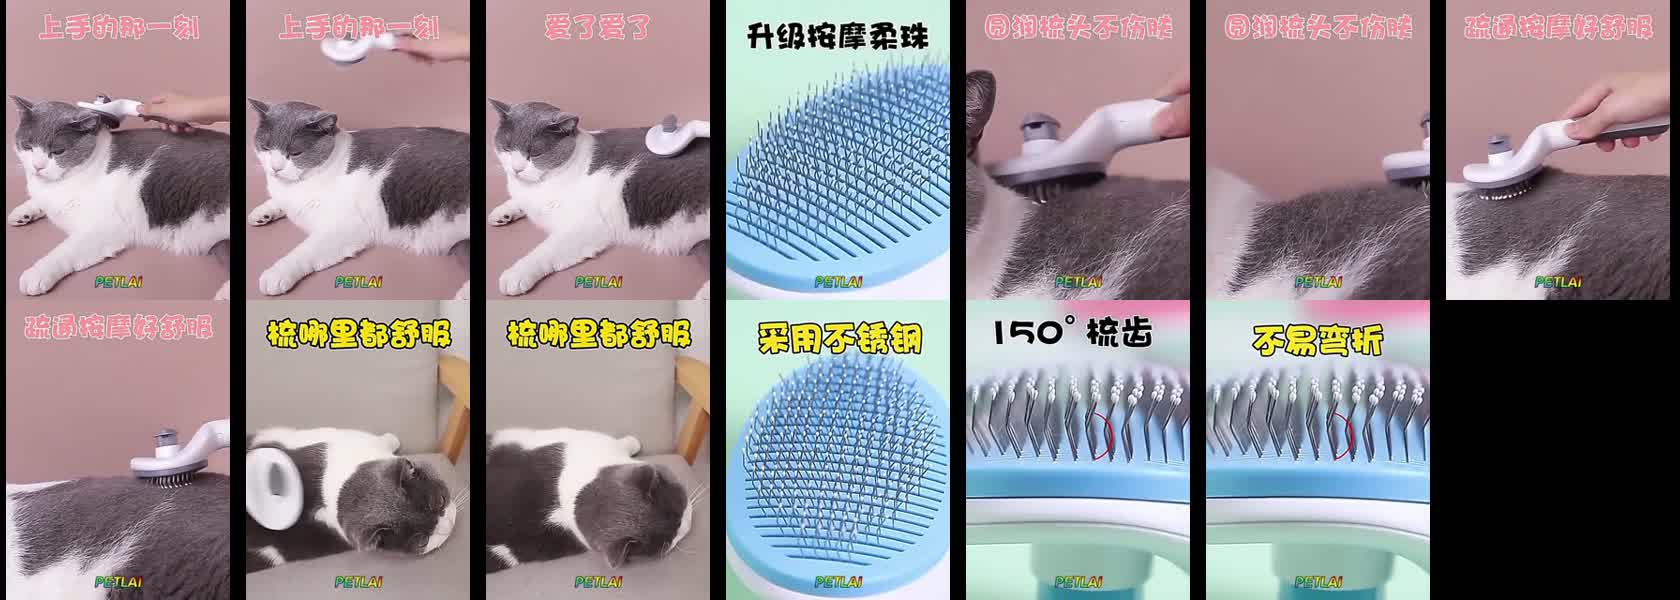 上手的那一刻
上手的那一刻
爱了爱了
升级按摩柔珠
圆润梳头不伤肤
圆润梳头不伤肤
疏通按摩好舒服
PETLAI
PETLAI
PETLAI
PETLAI
PETLAI
PETLAI
PETLAI
疏通按摩好舒服
梳哪里都舒服
梳哪里都舒服
采用不锈钢
150°梳齿
不易弯折
PETLAI
PETLAI
PETLAI
PETLAI
PETLAI
PETLAI